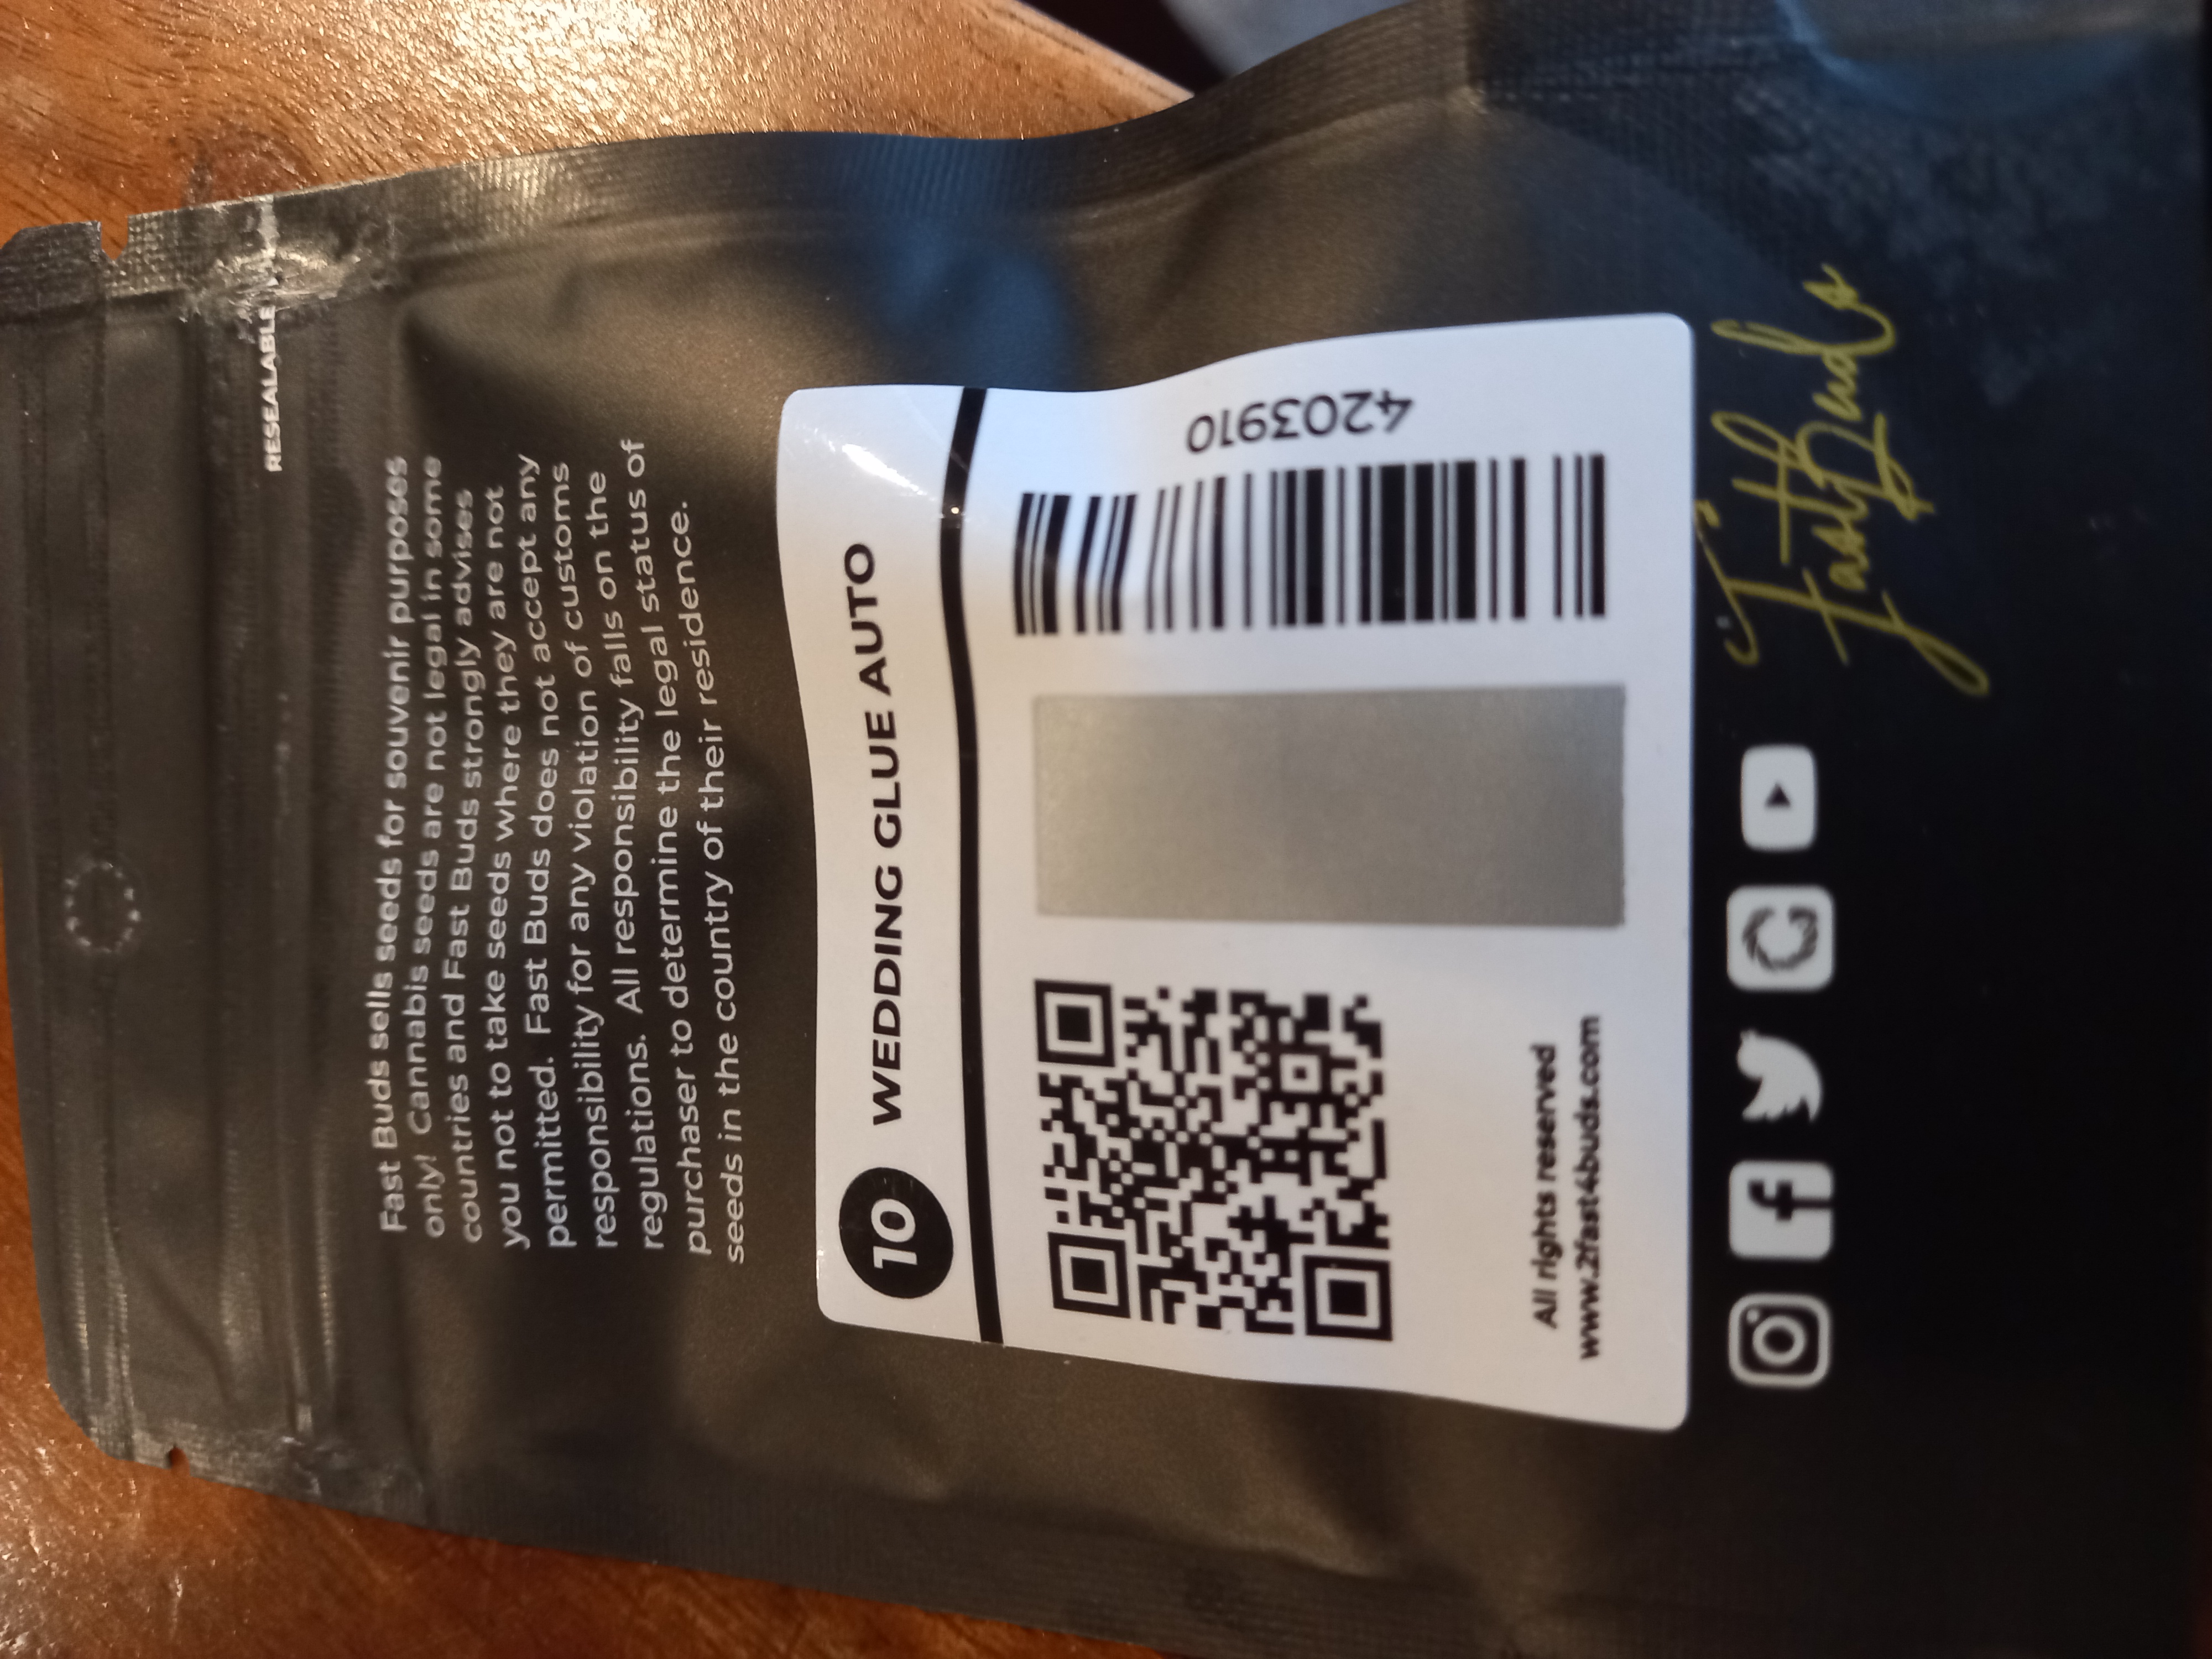 RESEALABLE
Fast Buds sells seeds for souvenir purposes
only! Cannabis seeds are not legal in some
countries and Fast Buds strongly advises
you not to take seeds where they are not
permitted. Fast Buds does not accept any
responsibility for any violation of customs
regulations. All responsibility falls on the
purchaser to determine the legal status of
seeds in the country of their residence.
10 WEDDING GLUE AUTO
4203910
All rights reserved
www.2fast4buds.com
FastBuds